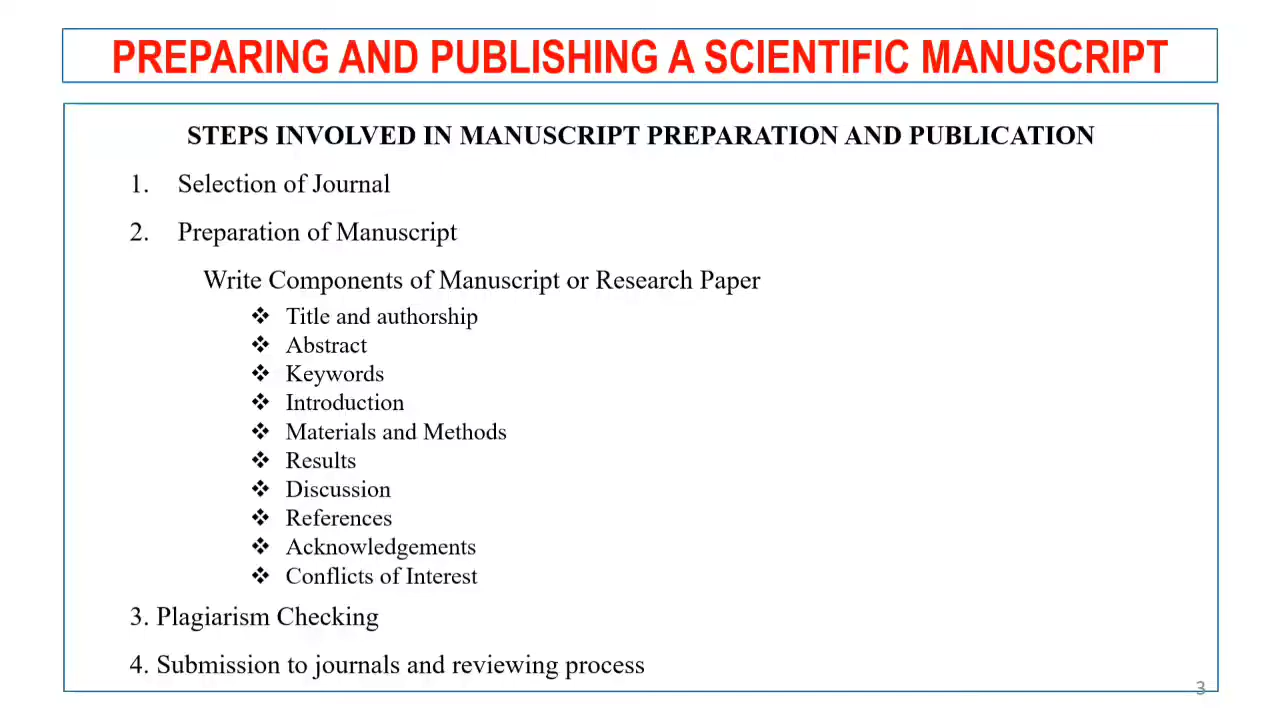 PREPARING AND PUBLISHING A SCIENTIFIC MANUSCRIPT
STEPS INVOLVED IN MANUSCRIPT PREPARATION AND PUBLICATION
1. Selection of Journal
2. Preparation of Manuscript
Write Components of Manuscript or Research Paper
❖ Title and authorship
❖ Abstract
❖ Keywords
❖ Introduction
❖ Materials and Methods
❖ Results
❖ Discussion
❖ References
❖ Acknowledgements
❖ Conflicts of Interest
3. Plagiarism Checking
4. Submission to journals and reviewing process
3